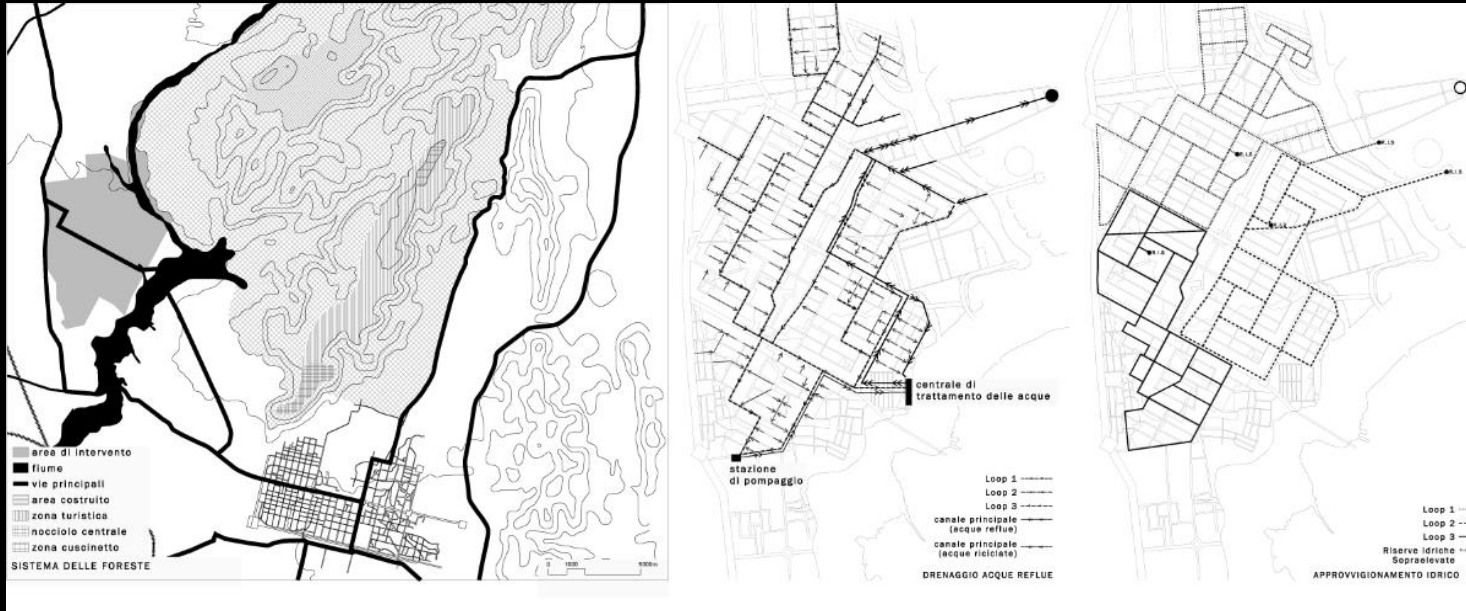 area di intervento
fiume
vie principali
area costruito
zona turistica
nocciolo centrale
zona cuscinetto
SISTEMA DELLE FORESTE
0 1000 5000m
centrale di
trattamento delle acque
stazione
di pompaggio
Loop 1
Loop 2
Loop 3
canale principale
(acque reflue)
canale principale
(acque riciclate)
DRENAGGIO ACQUE REFLUE
R.I.S
R.I.S
R.I.S
R.I.S
R.I.S
Loop 1
Loop 2
Loop 3
Riserve idriche
Sopraelevate
APPROVVIGIONAMENTO IDRICO